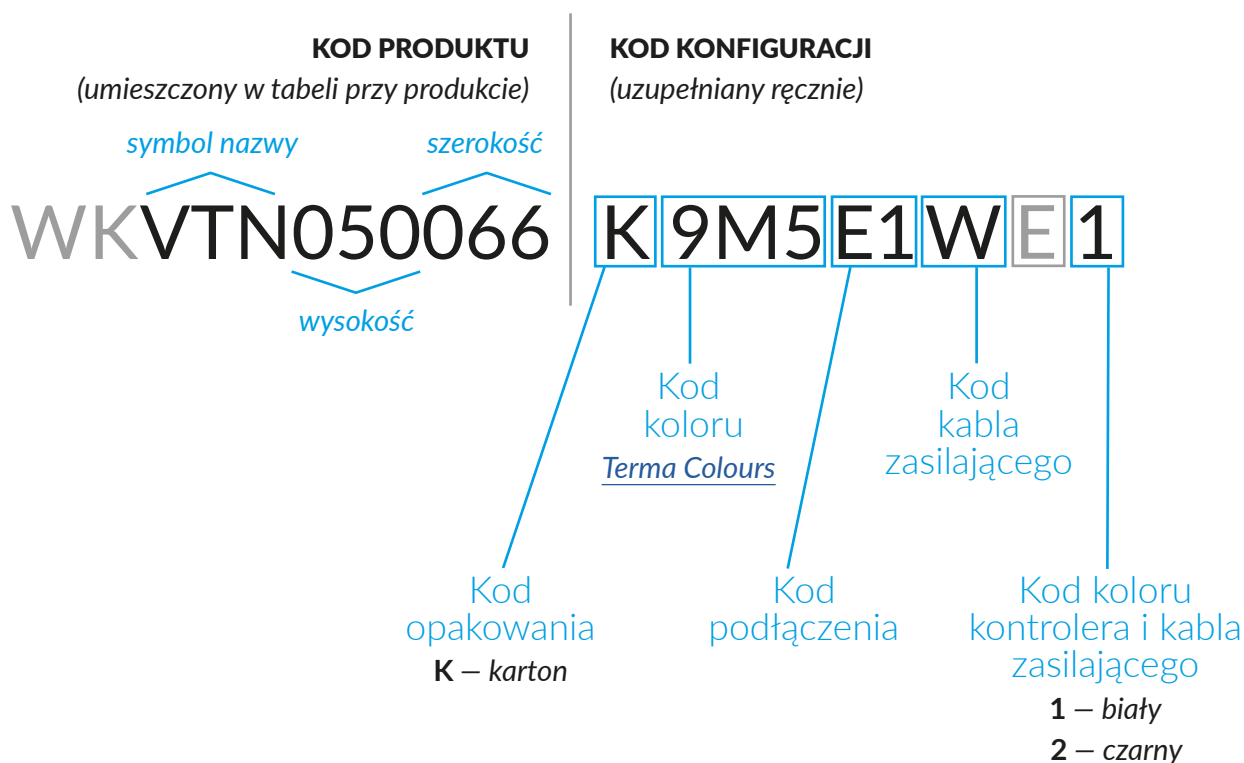 KOD PRODUKTU
(umieszczony w tabeli przy produkcie)
KOD KONFIGURACJI
(uzupełniany ręcznie)
symbol nazwy
szerokość
WKVTN050066 K 9M5 E1 W E 1
wysokość
Kod
koloru
Terma Colours
Kod
kabla
zasilającego
Kod
opakowania
K – karton
Kod
podłączenia
Kod koloru
kontrolera i kabla
zasilającego
1 – biały
2 – czarny